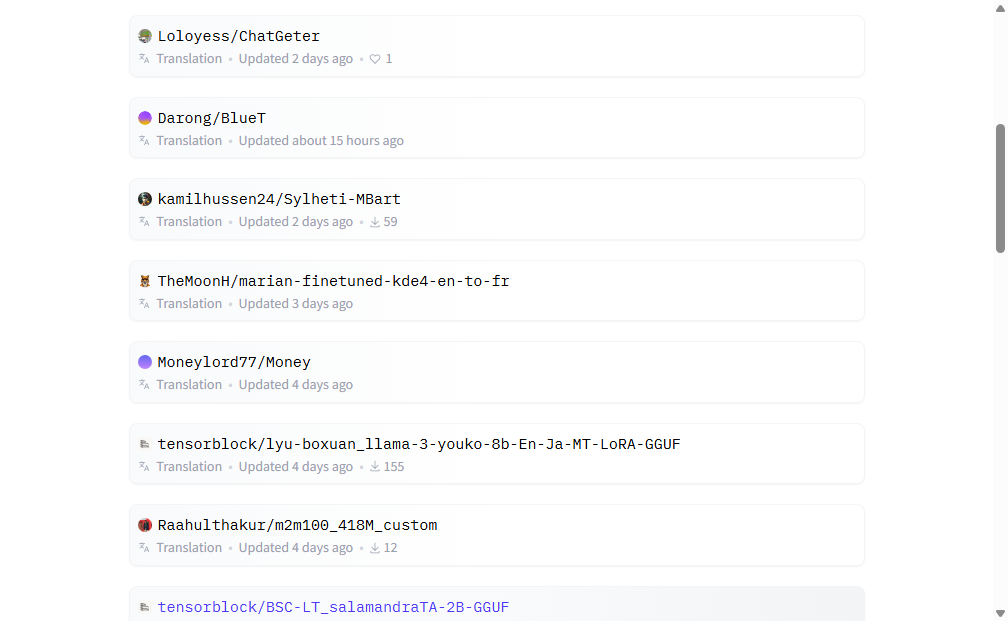 Loloyess/ChatGeter
Translation • Updated 2 days ago • 1
Darong/BlueT
Translation • Updated about 15 hours ago
kamilhussen24/Sylheti-MBart
Translation • Updated 2 days ago • 59
TheMoonH/marian-finetuned-kde4-en-to-fr
Translation • Updated 3 days ago
Moneylord77/Money
Translation • Updated 4 days ago
tensorblock/lyu-boxuan_llama-3-youko-8b-En-Ja-MT-LoRA-GGUF
Translation • Updated 4 days ago • 155
Raahulthakur/m2m100_418M_custom
Translation • Updated 4 days ago • 12
tensorblock/BSC-LT_salamandraTA-2B-GGUF